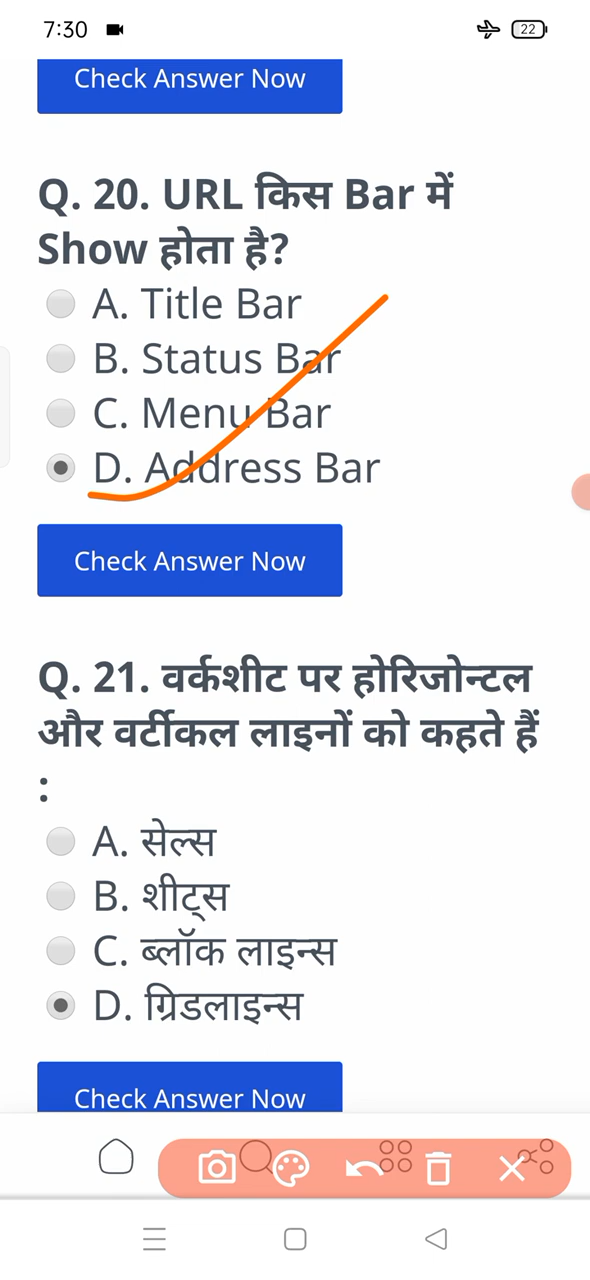 7:30
22
Check Answer Now
Q. 20. URL किस Bar में
Show होता है?
A. Title Bar
B. Status Bar
C. Menu Bar
D. Address Bar
Check Answer Now
Q. 21. वर्कशीट पर होरिजोन्टल
और वर्टीकल लाइनों को कहते हैं
:
A. सेल्स
B. शीट्स
C. ब्लॉक लाइन्स
D. ग्रिडलाइन्स
Check Answer Now